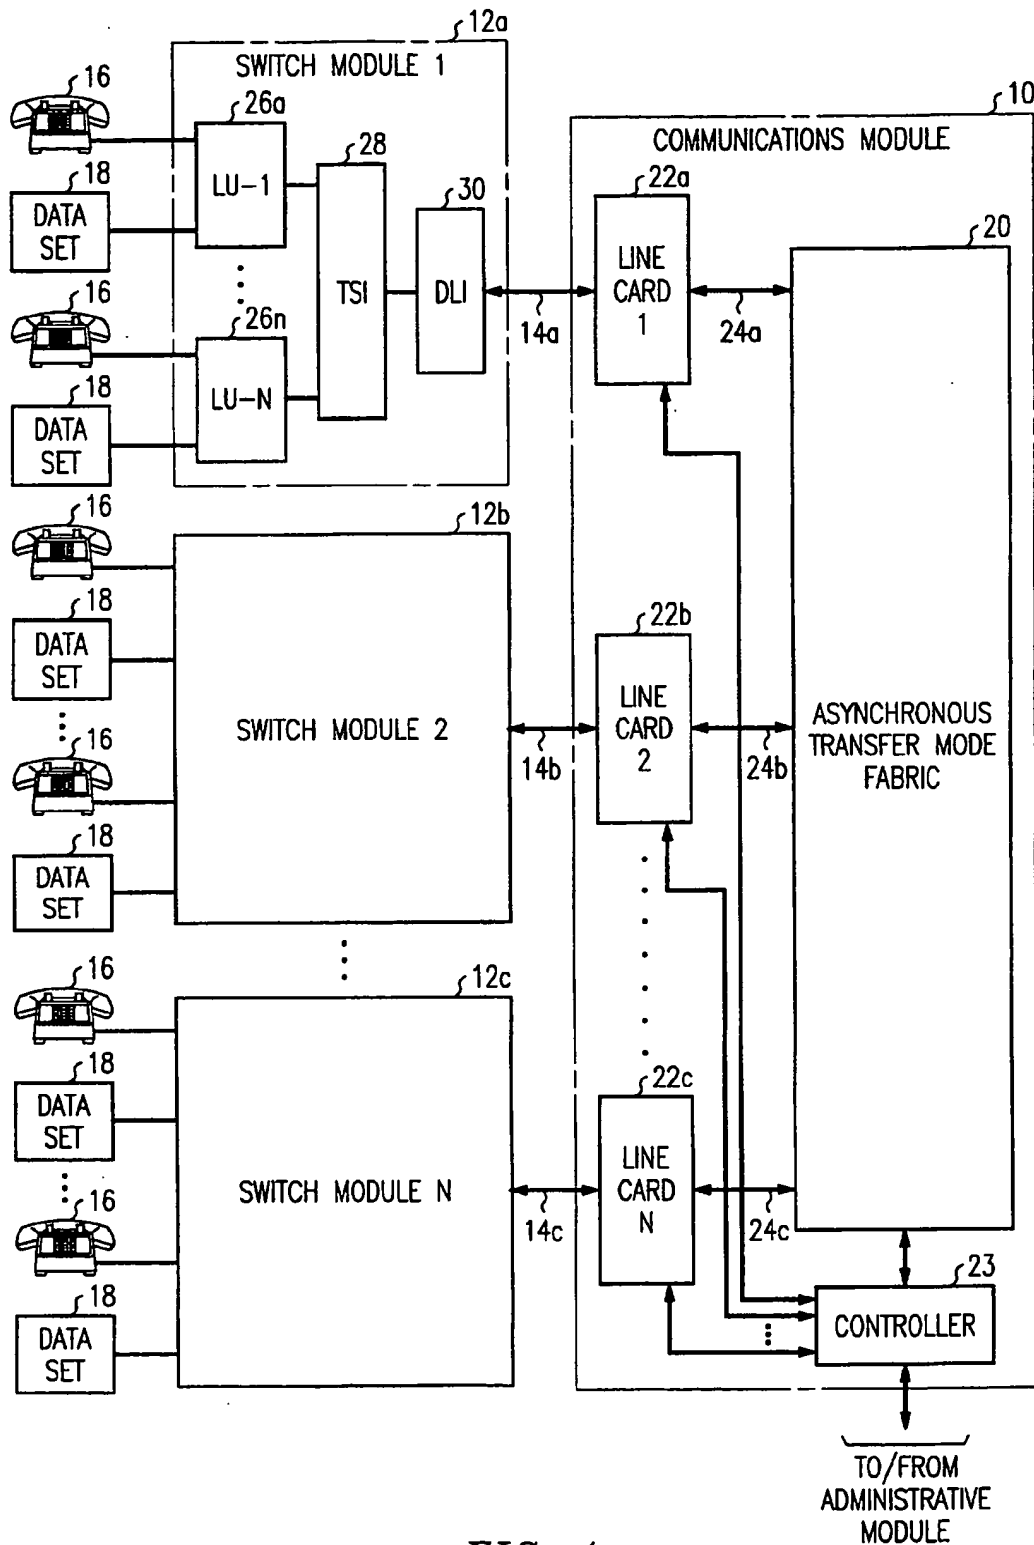 12a
SWITCH MODULE 1
16
26a
28
LU-1
18
DATA
SET
30
TSI
DLI
14a
16
26n
LU-N
18
DATA
SET
10
COMMUNICATIONS MODULE
22a
LINE
CARD
1
24a
20
ASYNCHRONOUS
TRANSFER MODE
FABRIC
16
12b
18
DATA
SET
SWITCH MODULE 2
16
18
DATA
SET
14b
22b
LINE
CARD
2
24b
16
12c
18
DATA
SET
SWITCH MODULE N
16
18
DATA
SET
14c
22c
LINE
CARD
N
24c
23
CONTROLLER
TO/FROM
ADMINISTRATIVE
MODULE